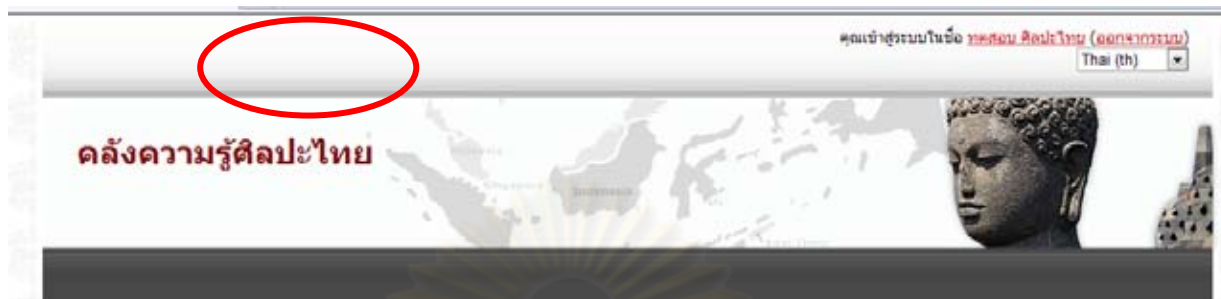 คุณเข้าสู่ระบบในชื่อ ทดสอบ ศิลปะไทย (ออกจากระบบ)
Thai (th)
คลังความรู้ศิลปะไทย
Indonesia